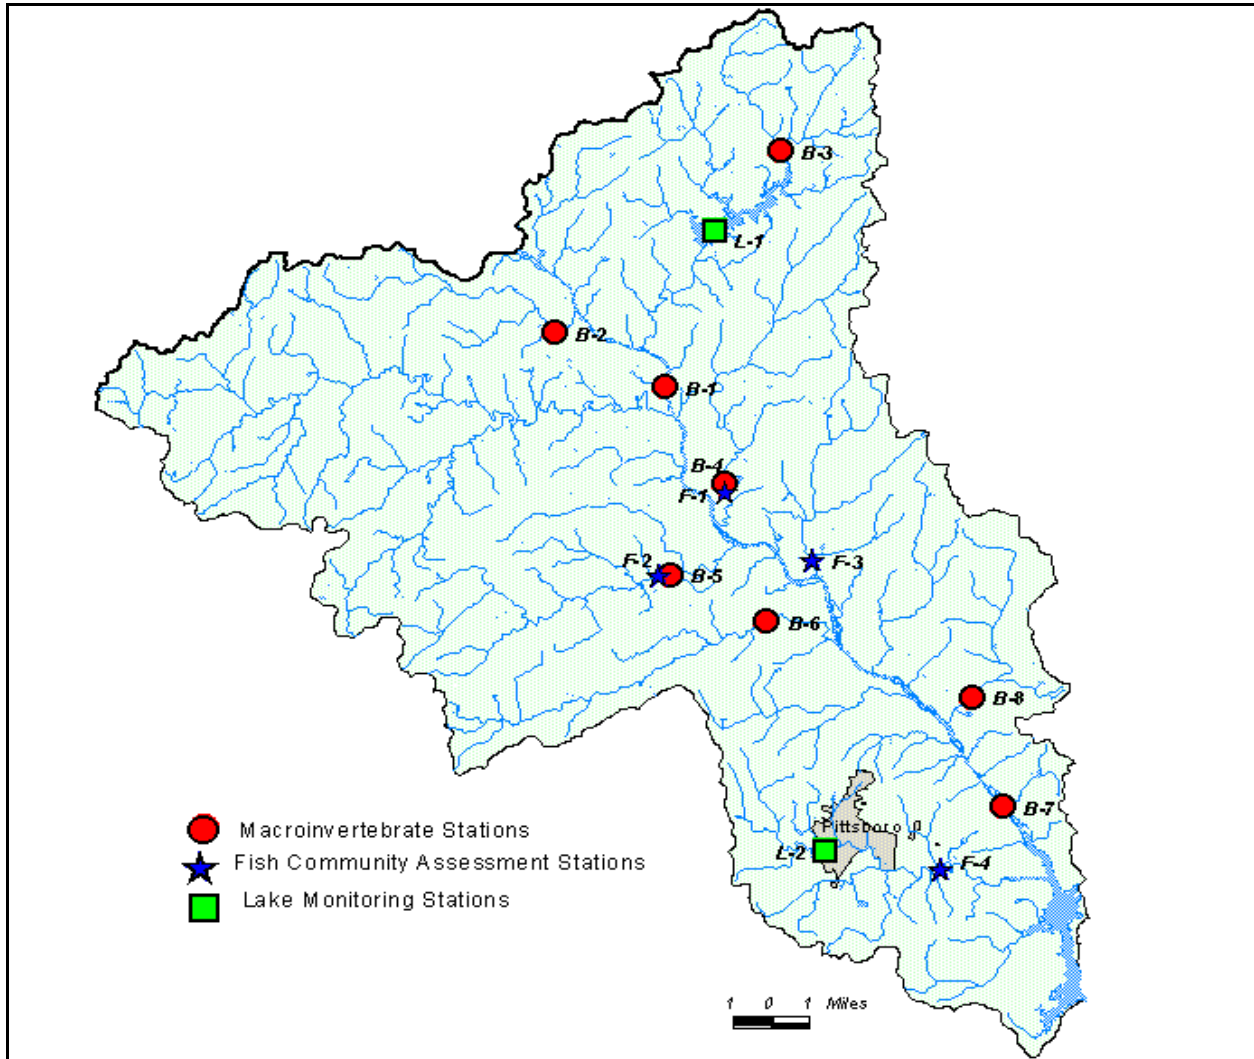 B-3
L-1
B-2
B-1
B-4
F-1
F-3
F-2
B-5
B-6
B-8
B-7
Pittsboro
L-2
F-4
Macroinvertebrate Stations
Fish Community Assessment Stations
Lake Monitoring Stations
1 0 1 Miles